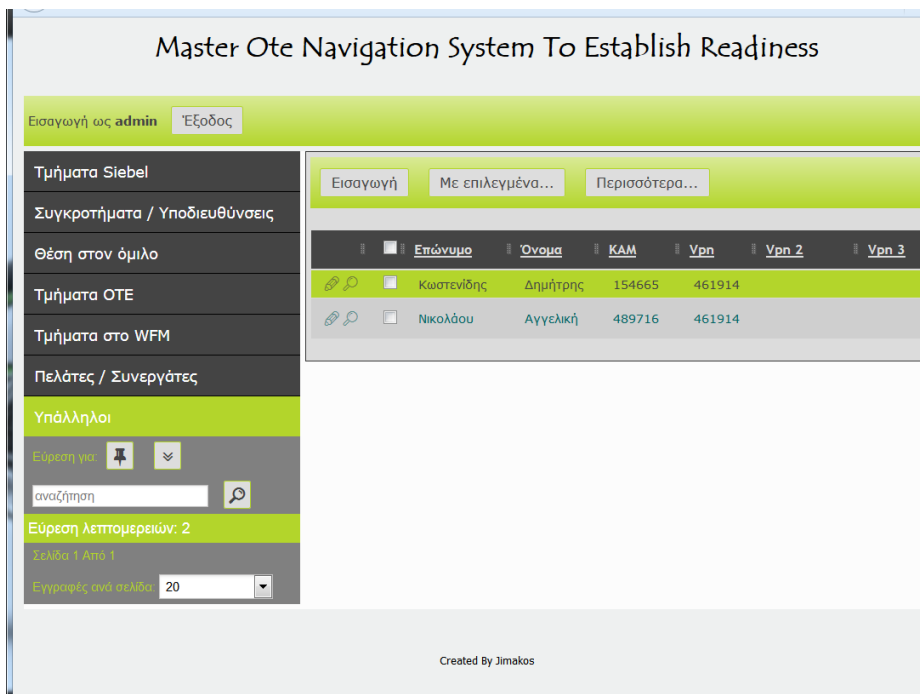 Master Ote Navigation System To Establish Readiness
Εισαγωγή ως admin Έξοδος
Τμήματα Siebel
Συγκροτήματα / Υποδιευθύνσεις
Θέση στον όμιλο
Τμήματα ΟΤΕ
Τμήματα στο WFM
Πελάτες / Συνεργάτες
Υπάλληλοι
Εύρεση για:
αναζήτηση
Εύρεση λεπτομερειών: 2
Σελίδα 1 Από 1
Εγγραφές ανά σελίδα: 20
Εισαγωγή Με επιλεγμένα... Περισσότερα...
Επώνυμο Όνομα ΚΑΜ Vpn Vpn 2 Vpn 3
Κωστενίδης Δημήτρης 154665 461914
Νικολάου Αγγελική 489716 461914
Created By Jimakos